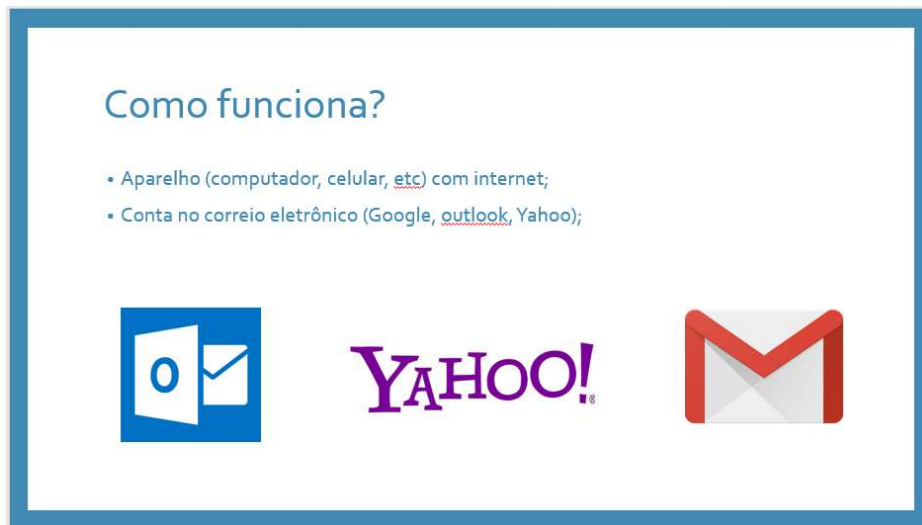 Como funciona?
• Aparelho (computador, celular, etc) com internet;
• Conta no correio eletrônico (Google, outlook, Yahoo);
O
YAHOO!